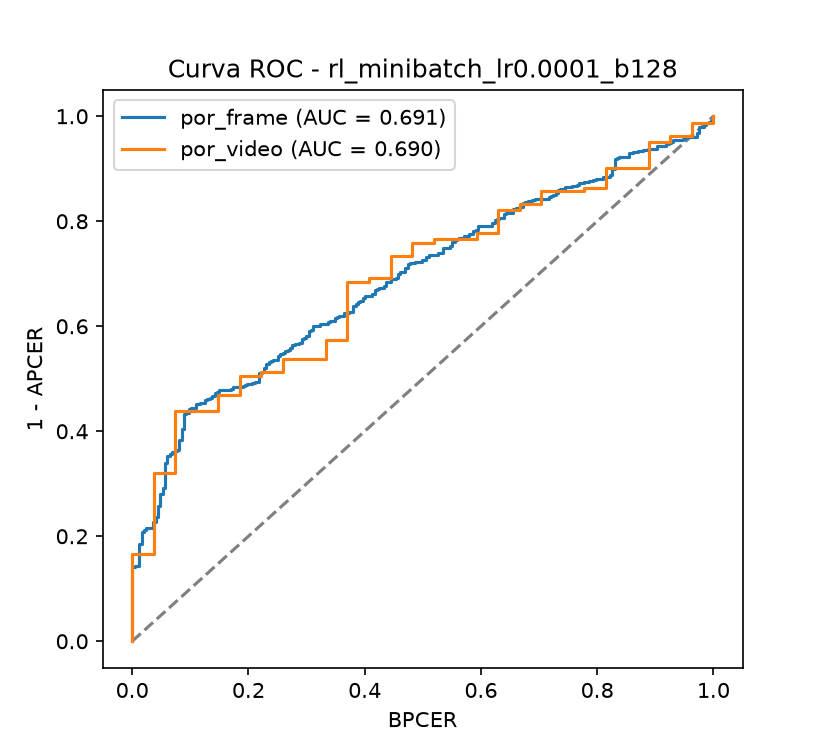 Curva ROC - rl_minibatch_lr0.0001_b128
por_frame (AUC = 0.691)
por_video (AUC = 0.690)
1.0
0.8
0.6
0.4
0.2
0.0
1 - APCER
0.0 0.2 0.4 0.6 0.8 1.0
BPCER